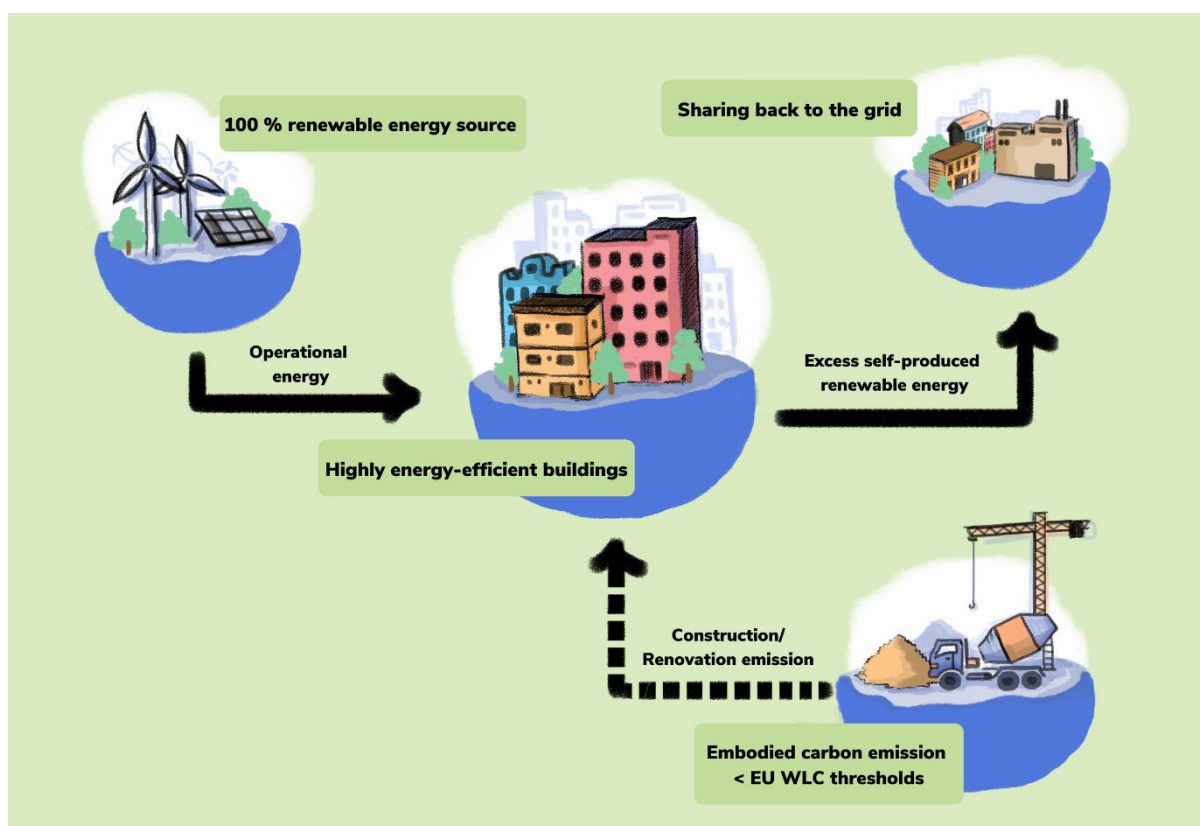 100 % renewable energy source
Sharing back to the grid
Operational
energy
Excess self-produced
renewable energy
Highly energy-efficient buildings
Construction/
Renovation emission
Embodied carbon emission
< EU WLC thresholds